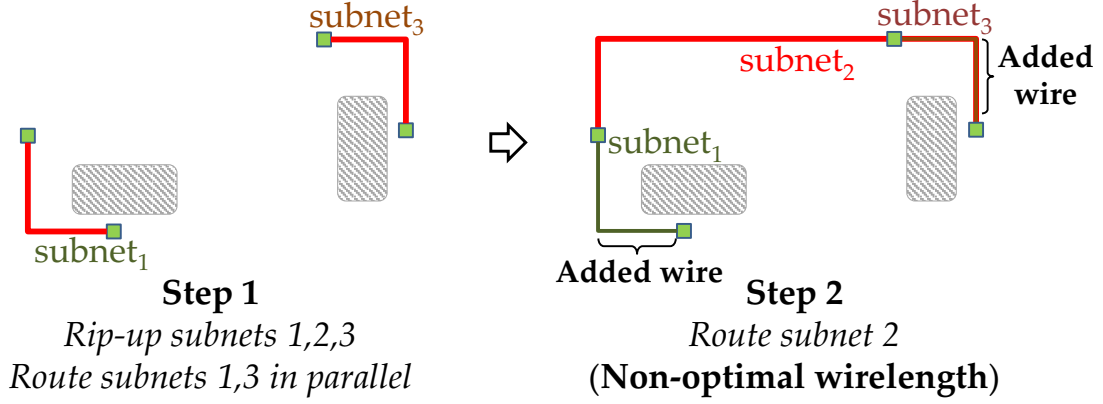 subnet3
subnet1
Step 1
Rip-up subnets 1,2,3
Route subnets 1,3 in parallel
subnet3
subnet2
Added
wire
subnet1
Added wire
Step 2
Route subnet 2
(Non-optimal wirelength)